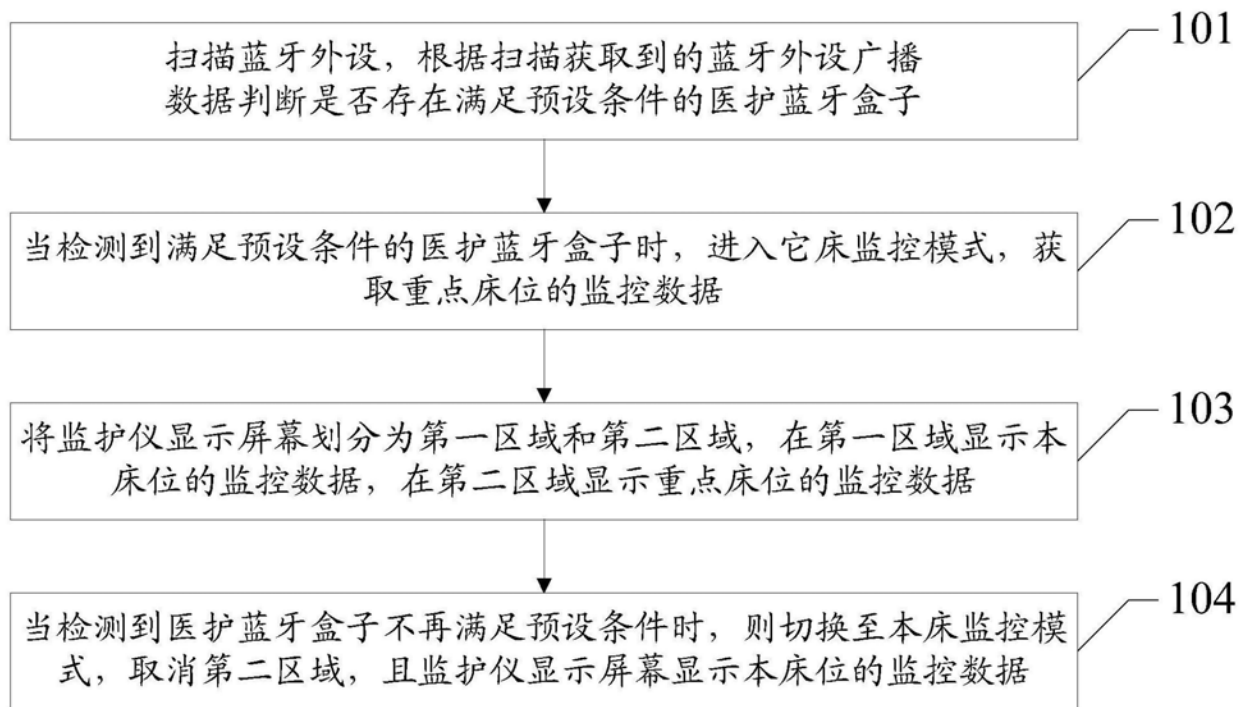 扫描蓝牙外设，根据扫描获取到的蓝牙外设广播
数据判断是否存在满足预设条件的医护蓝牙盒子
101
当检测到满足预设条件的医护蓝牙盒子时，进入它床监控模式，获
取重点床位的监控数据
102
将监护仪显示屏幕划分为第一区域和第二区域，在第一区域显示本
床位的监控数据，在第二区域显示重点床位的监控数据
103
当检测到医护蓝牙盒子不再满足预设条件时，则切换至本床监控模
式，取消第二区域，且监护仪显示屏幕显示本床位的监控数据
104